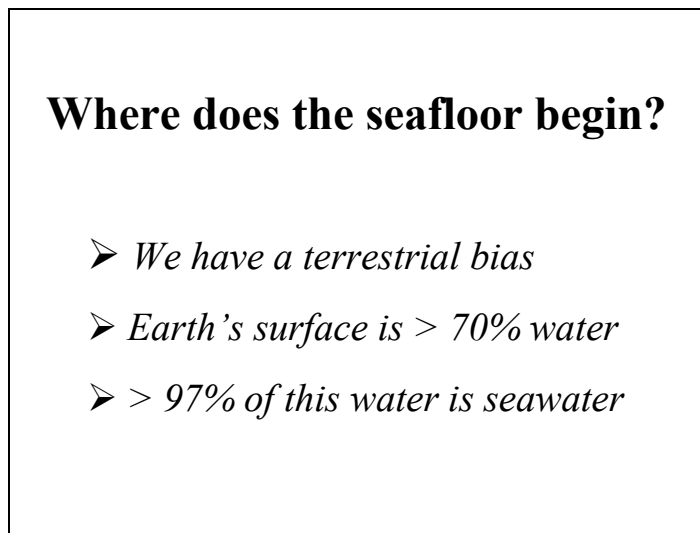 Where does the seafloor begin?
➢ We have a terrestrial bias
➢ Earth’s surface is > 70% water
➢ > 97% of this water is seawater